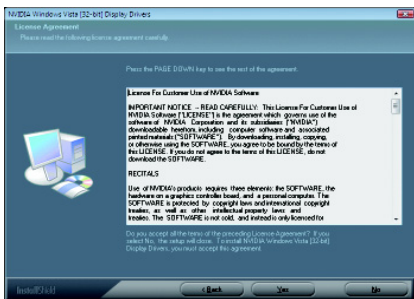 NVIDIA Windows Vista (32-bit) Display Drivers
License Agreement
Please read the following license agreement carefully.
Press the PAGE DOWN key to see the rest of the agreement.
License For Customer Use of NVIDIA Software
IMPORTANT NOTICE -- READ CAREFULLY: This License For Customer Use of
NVIDIA Software ("LICENSE") is the agreement which governs use of the
software of NVIDIA Corporation and its subsidiaries ("NVIDIA")
downloadable herefrom, including computer software and associated
printed materials ("SOFTWARE"). By downloading, installing, copying,
or otherwise using the SOFTWARE, you agree to be bound by the terms of
this LICENSE. If you do not agree to the terms of this LICENSE, do not
download the SOFTWARE.
RECITALS
Use of NVIDIA's products requires three elements: the SOFTWARE, the
hardware on a graphics controller board, and a personal computer. The
SOFTWARE is protected by copyright laws and international copyright
treaties, as well as other intellectual property laws and
treaties. The SOFTWARE is not sold, and instead is only licensed for
Do you accept all the terms of the preceding License Agreement? If you
select No, the setup will close. To install NVIDIA Windows Vista (32-bit)
Display Drivers, you must accept this agreement.
InstallShield
< Back
Yes
No